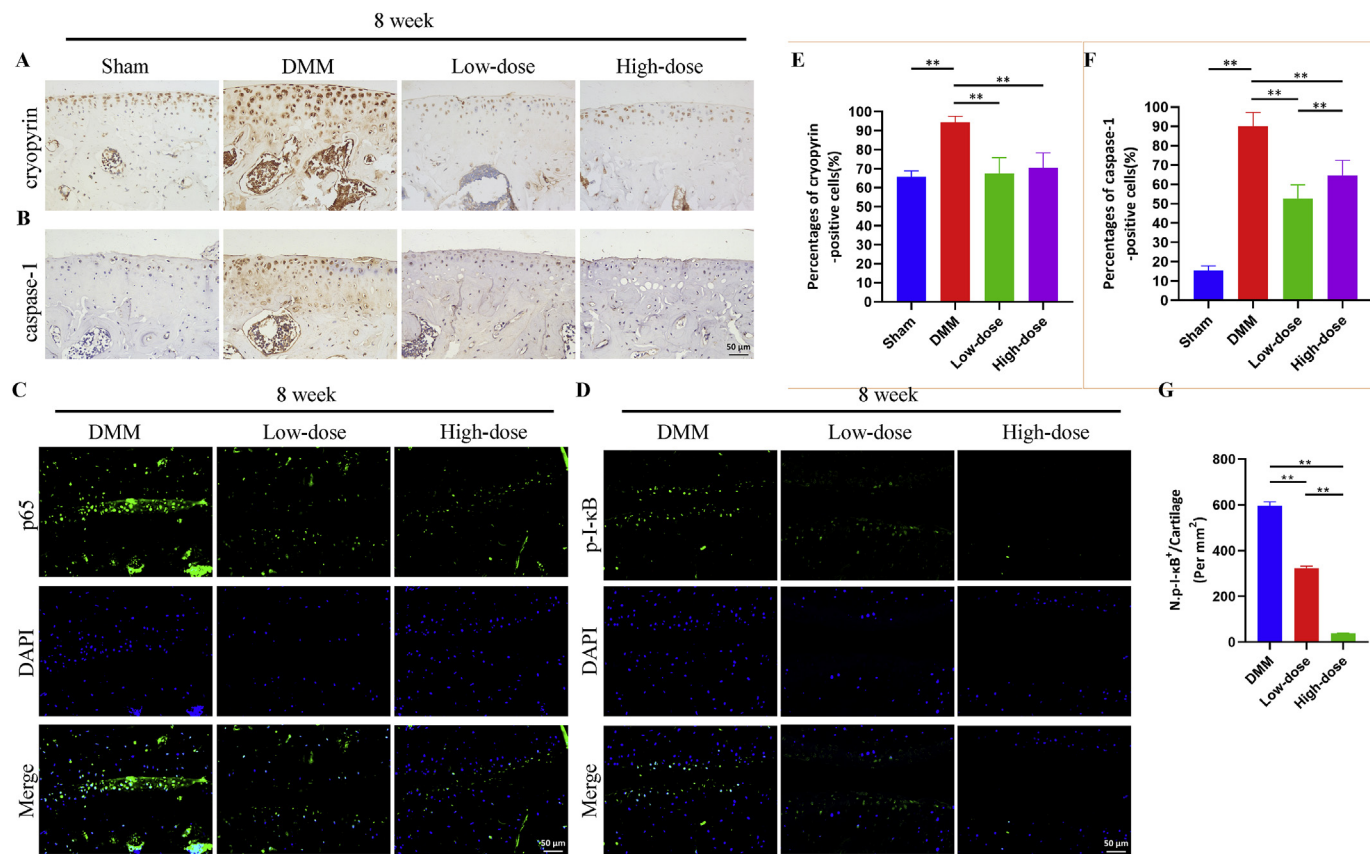 8 week
A
Sham
DMM
Low-dose
High-dose
cryopyrin
B
caspase-1
50 μm
E
**
**
**
Percentages of cryopyrin
-positive cells(%)
100
90
80
70
60
50
40
30
20
10
0
Sham
DMM
Low-dose
High-dose
F
**
**
**
**
Percentages of caspase-1
-positive cells(%)
100
90
80
70
60
50
40
30
20
10
0
Sham
DMM
Low-dose
High-dose
C
8 week
DMM
Low-dose
High-dose
p65
DAPI
Merge
50 μm
D
8 week
DMM
Low-dose
High-dose
p-I-κB
DAPI
Merge
50 μm
G
**
**
**
N.p-I-κB⁺/Cartilage
(Per mm²)
800
600
400
200
0
DMM
Low-dose
High-dose